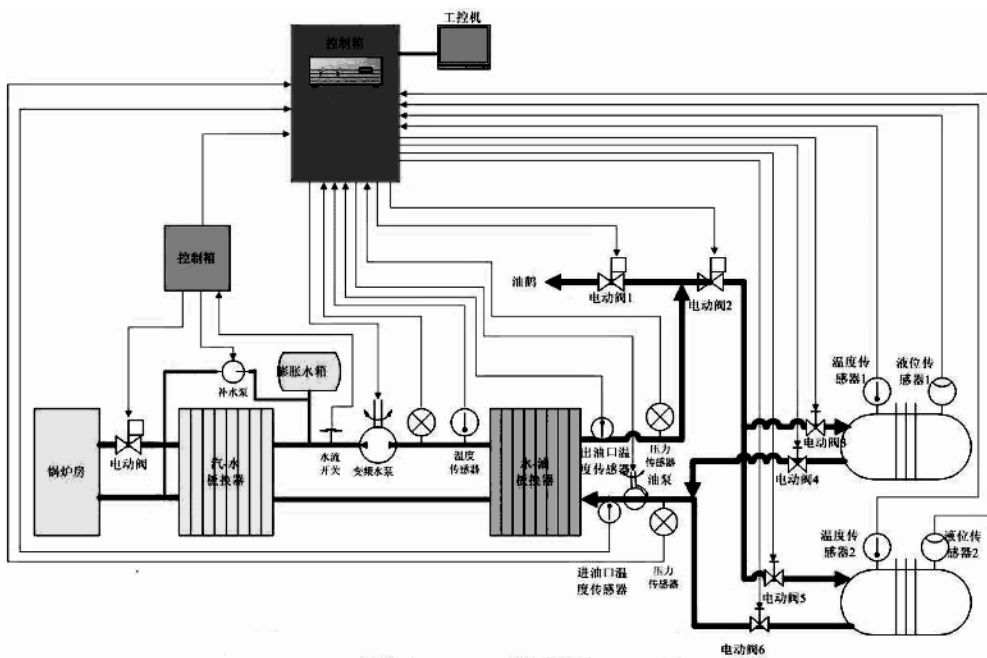 工控机
控制箱
控制箱
油鹤
电动阀1
电动阀2
膨胀水箱
补水泵
温度传
感器1
液位传
感器1
锅炉房
电动阀
汽-水
板换器
水流
开关
变频水泵
温度
传感器
水-油
板换器
出油口温
度传感器
压力
传感器
油泵
电动阀3
电动阀4
进油口温
度传感器
压力
传感器
温度传
感器2
液位传
感器2
电动阀5
电动阀6